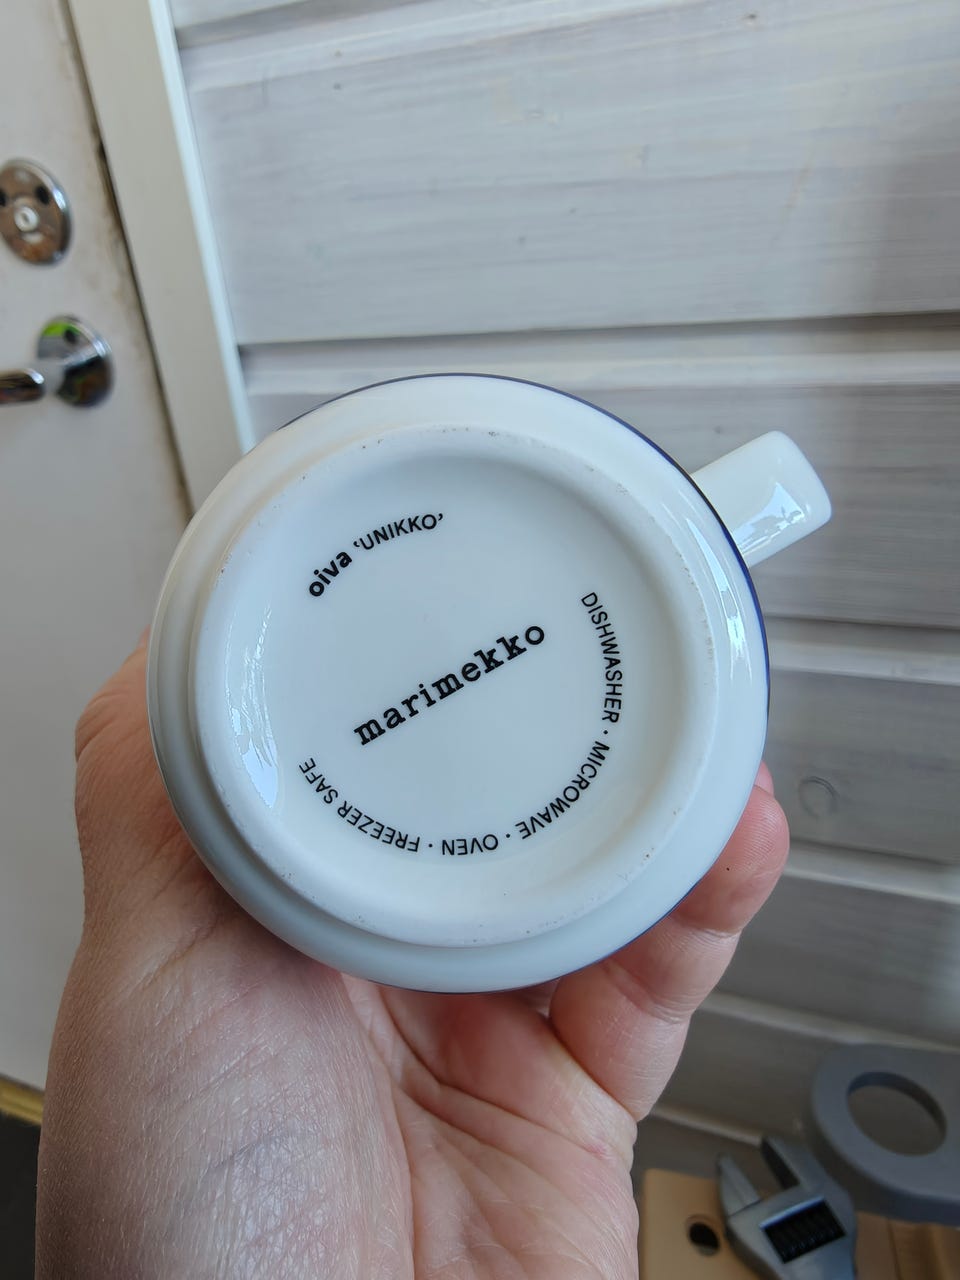 oiva ‘UNIKKO’
marimekko
DISHWASHER · MICROWAVE · OVEN · FREEZER SAFE